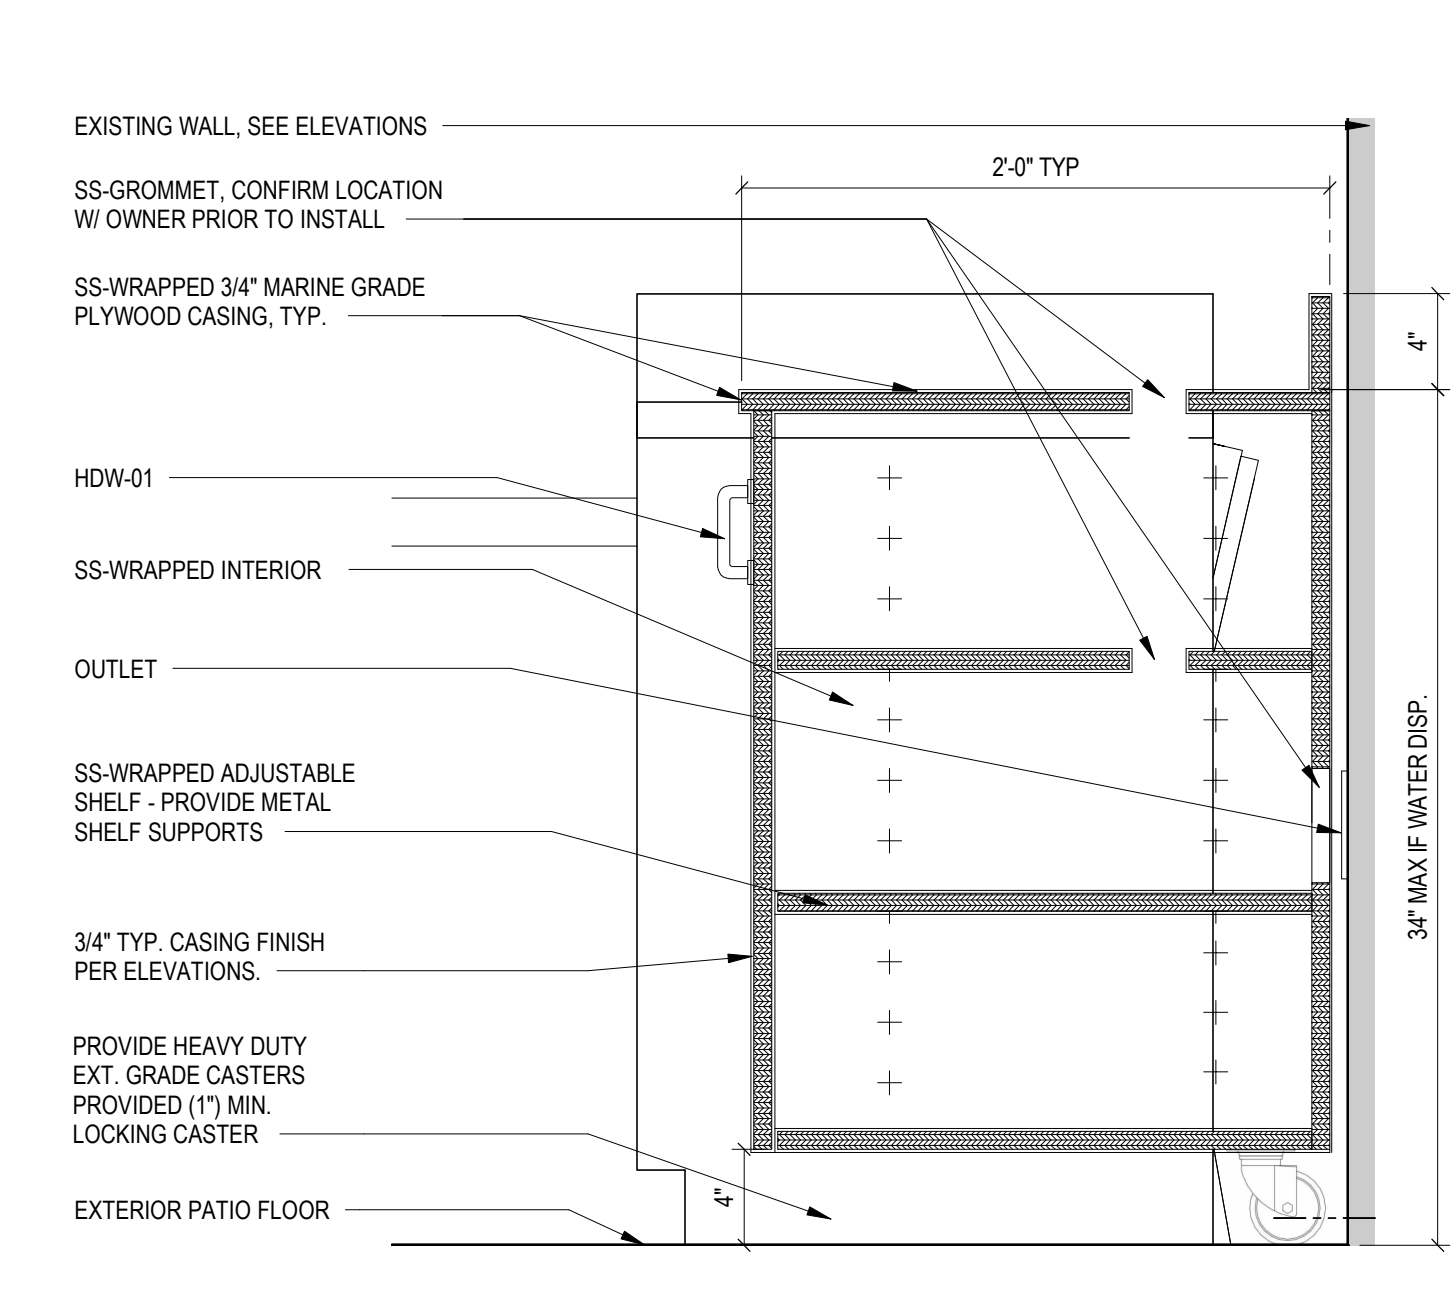 EXISTING WALL, SEE ELEVATIONS
2'-0" TYP
SS-GROMMET, CONFIRM LOCATION
W/ OWNER PRIOR TO INSTALL
SS-WRAPPED 3/4" MARINE GRADE
PLYWOOD CASING, TYP.
4"
HDW-01
SS-WRAPPED INTERIOR
OUTLET
34" MAX IF WATER DISP.
SS-WRAPPED ADJUSTABLE
SHELF - PROVIDE METAL
SHELF SUPPORTS
3/4" TYP. CASING FINISH
PER ELEVATIONS.
PROVIDE HEAVY DUTY
EXT. GRADE CASTERS
PROVIDED (1") MIN.
LOCKING CASTER
4"
EXTERIOR PATIO FLOOR